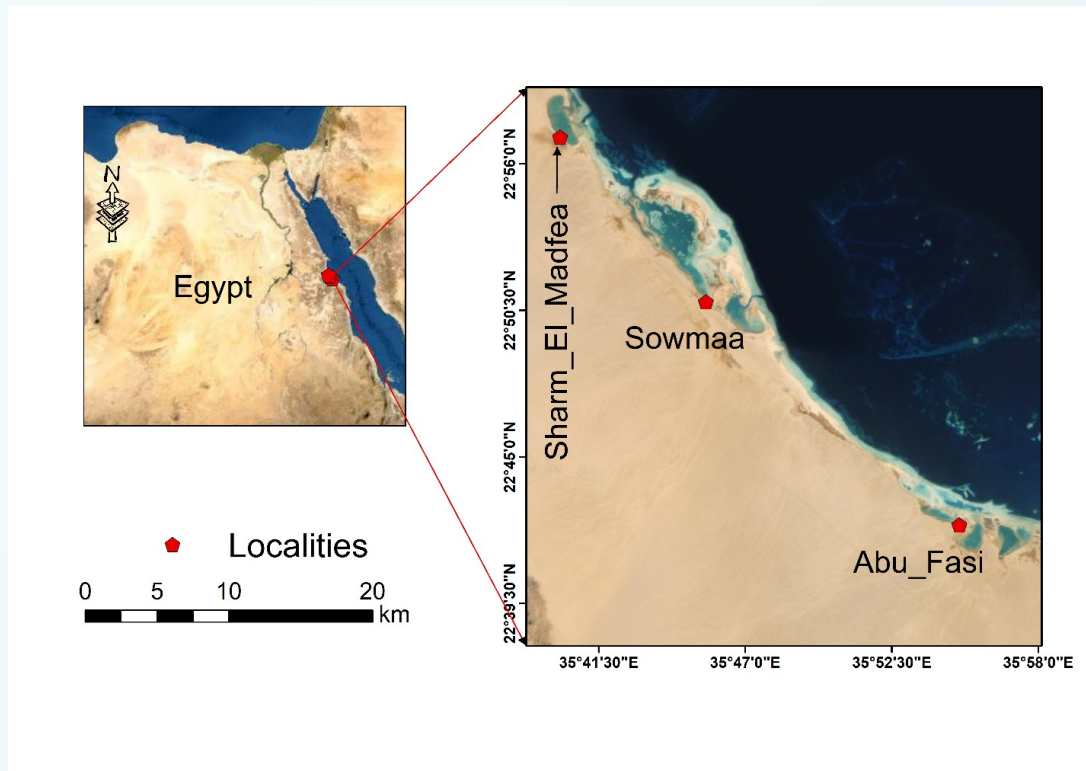 N
Egypt
Localities
0 5 10 20
km
22°56'0"N
22°50'30"N
22°45'0"N
22°39'30"N
Sharm_El_Madfea
Sowmaa
Abu_Fasi
35°41'30"E 35°47'0"E 35°52'30"E 35°58'0"E